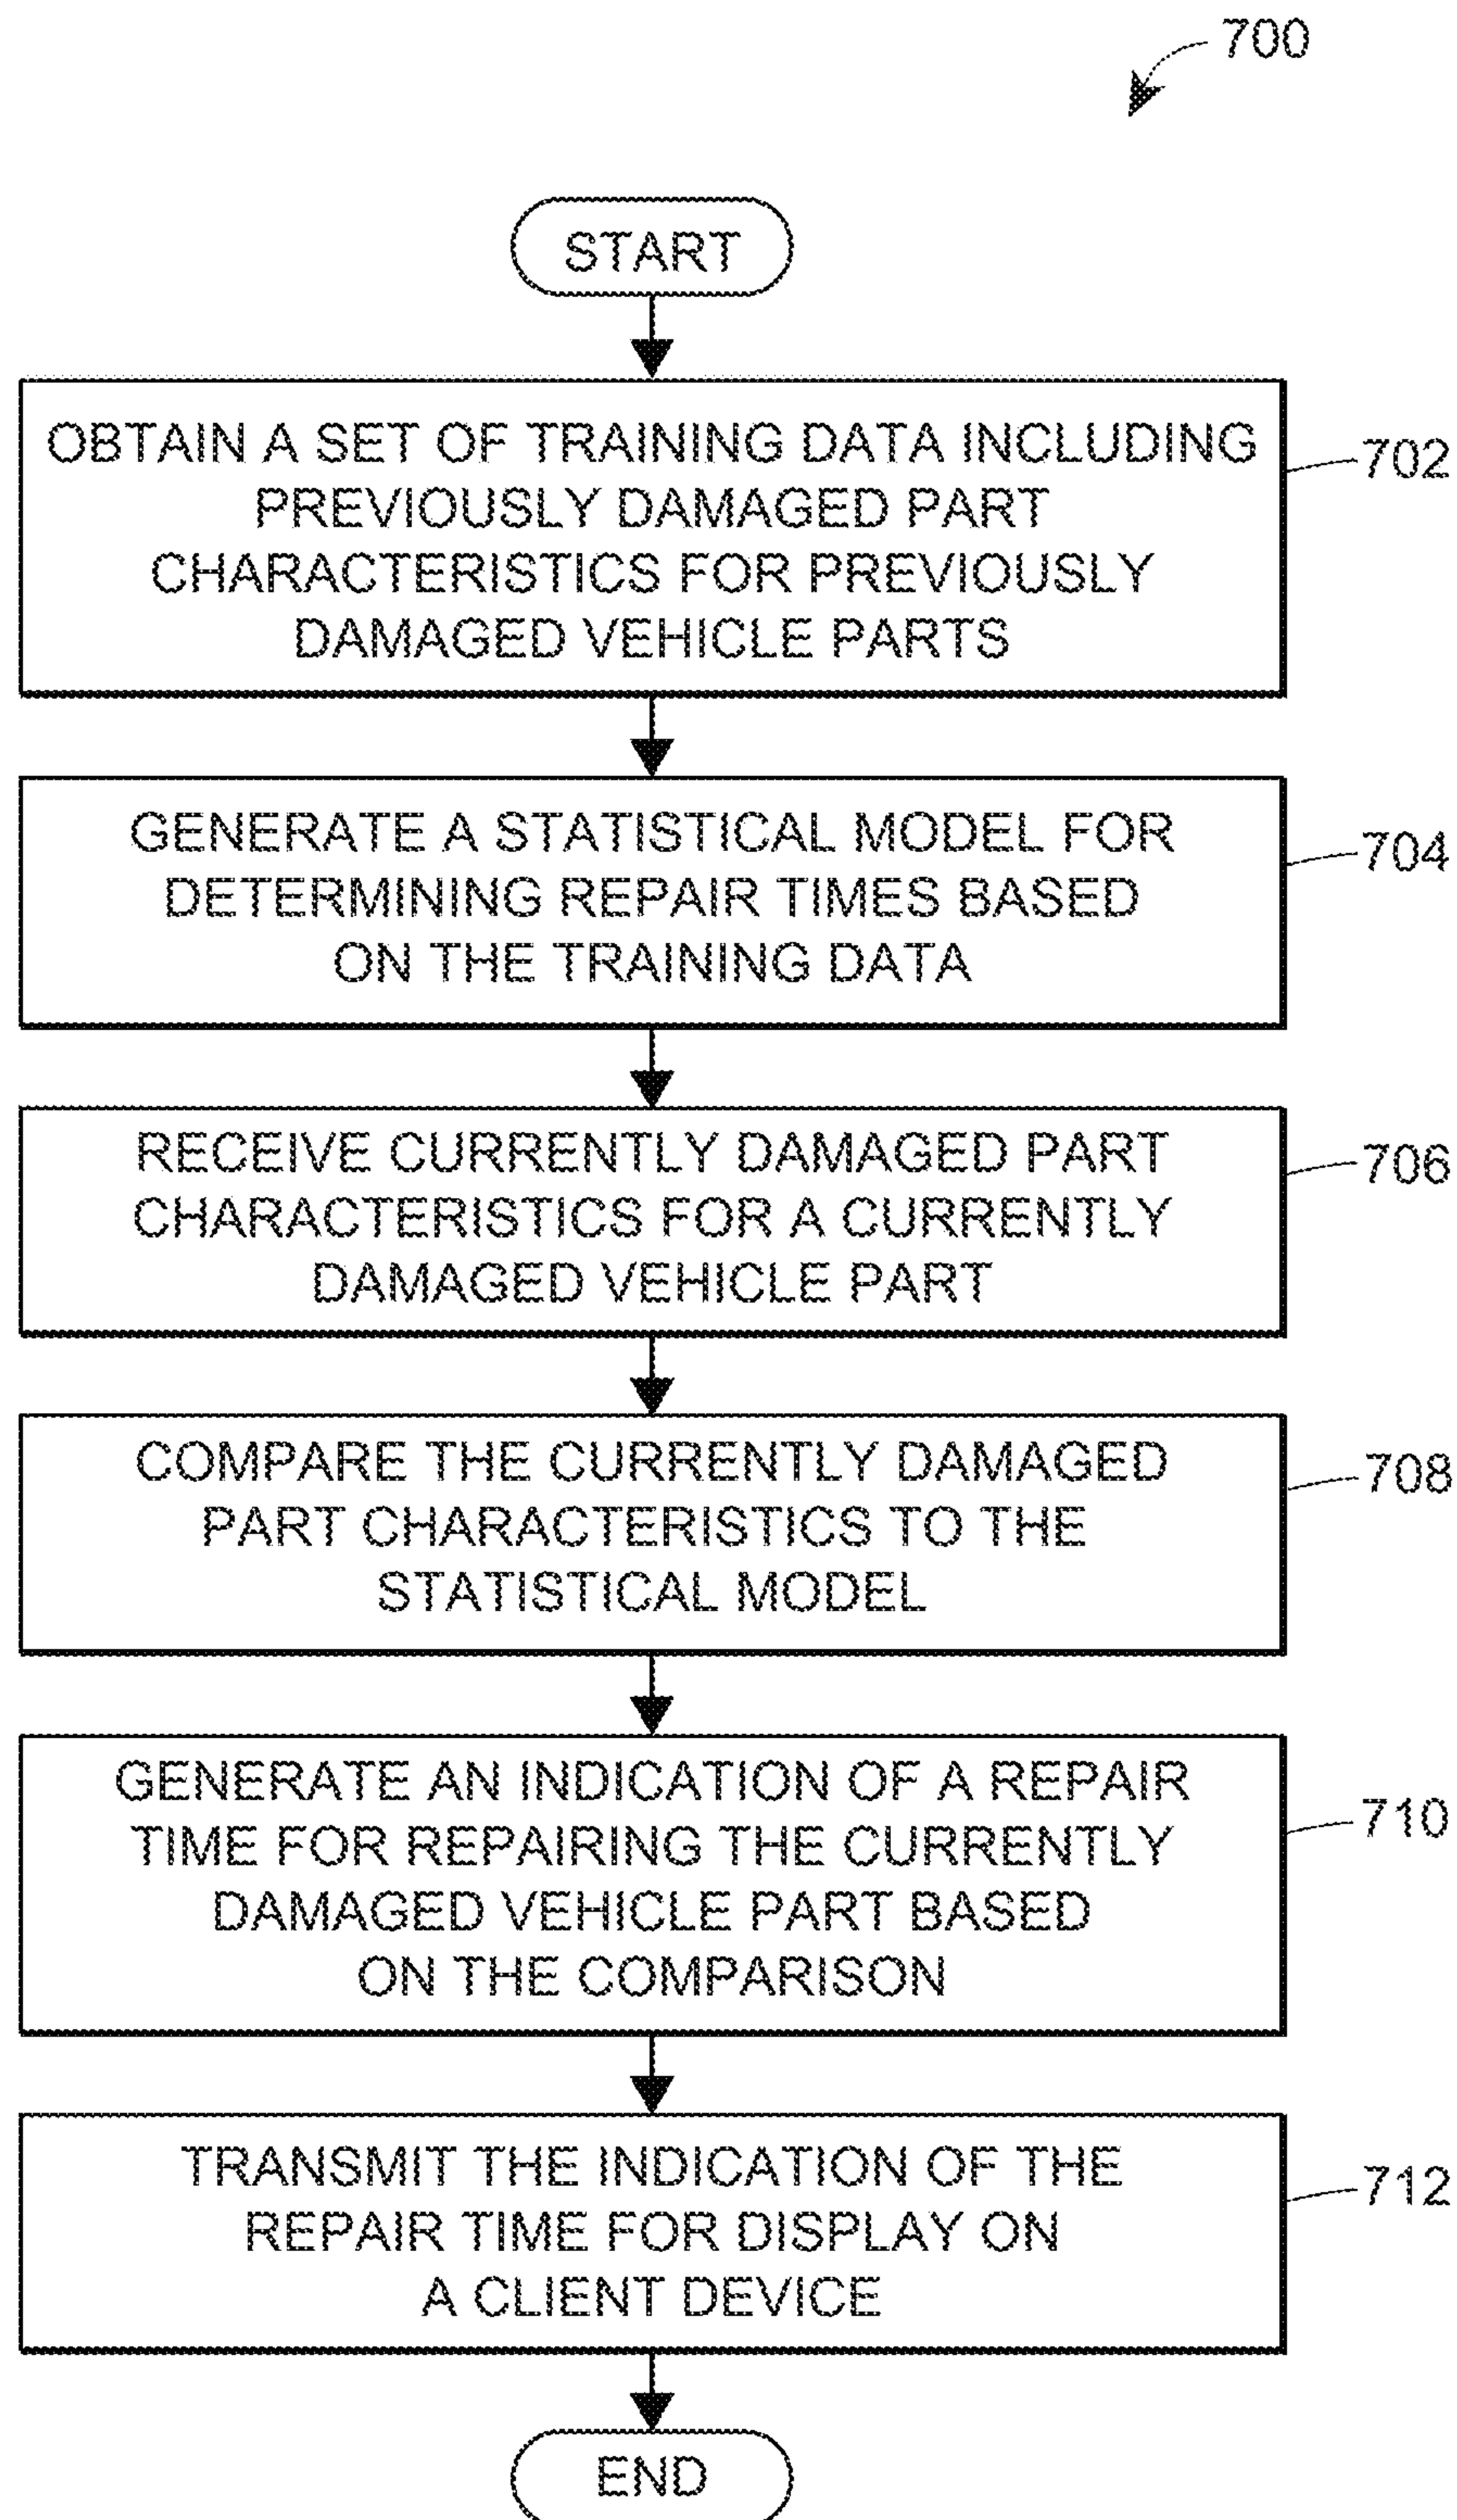 700
START
OBTAIN A SET OF TRAINING DATA INCLUDING
PREVIOUSLY DAMAGED PART
CHARACTERISTICS FOR PREVIOUSLY
DAMAGED VEHICLE PARTS
702
GENERATE A STATISTICAL MODEL FOR
DETERMINING REPAIR TIMES BASED
ON THE TRAINING DATA
704
RECEIVE CURRENTLY DAMAGED PART
CHARACTERISTICS FOR A CURRENTLY
DAMAGED VEHICLE PART
706
COMPARE THE CURRENTLY DAMAGED
PART CHARACTERISTICS TO THE
STATISTICAL MODEL
708
GENERATE AN INDICATION OF A REPAIR
TIME FOR REPAIRING THE CURRENTLY
DAMAGED VEHICLE PART BASED
ON THE COMPARISON
710
TRANSMIT THE INDICATION OF THE
REPAIR TIME FOR DISPLAY ON
A CLIENT DEVICE
712
END